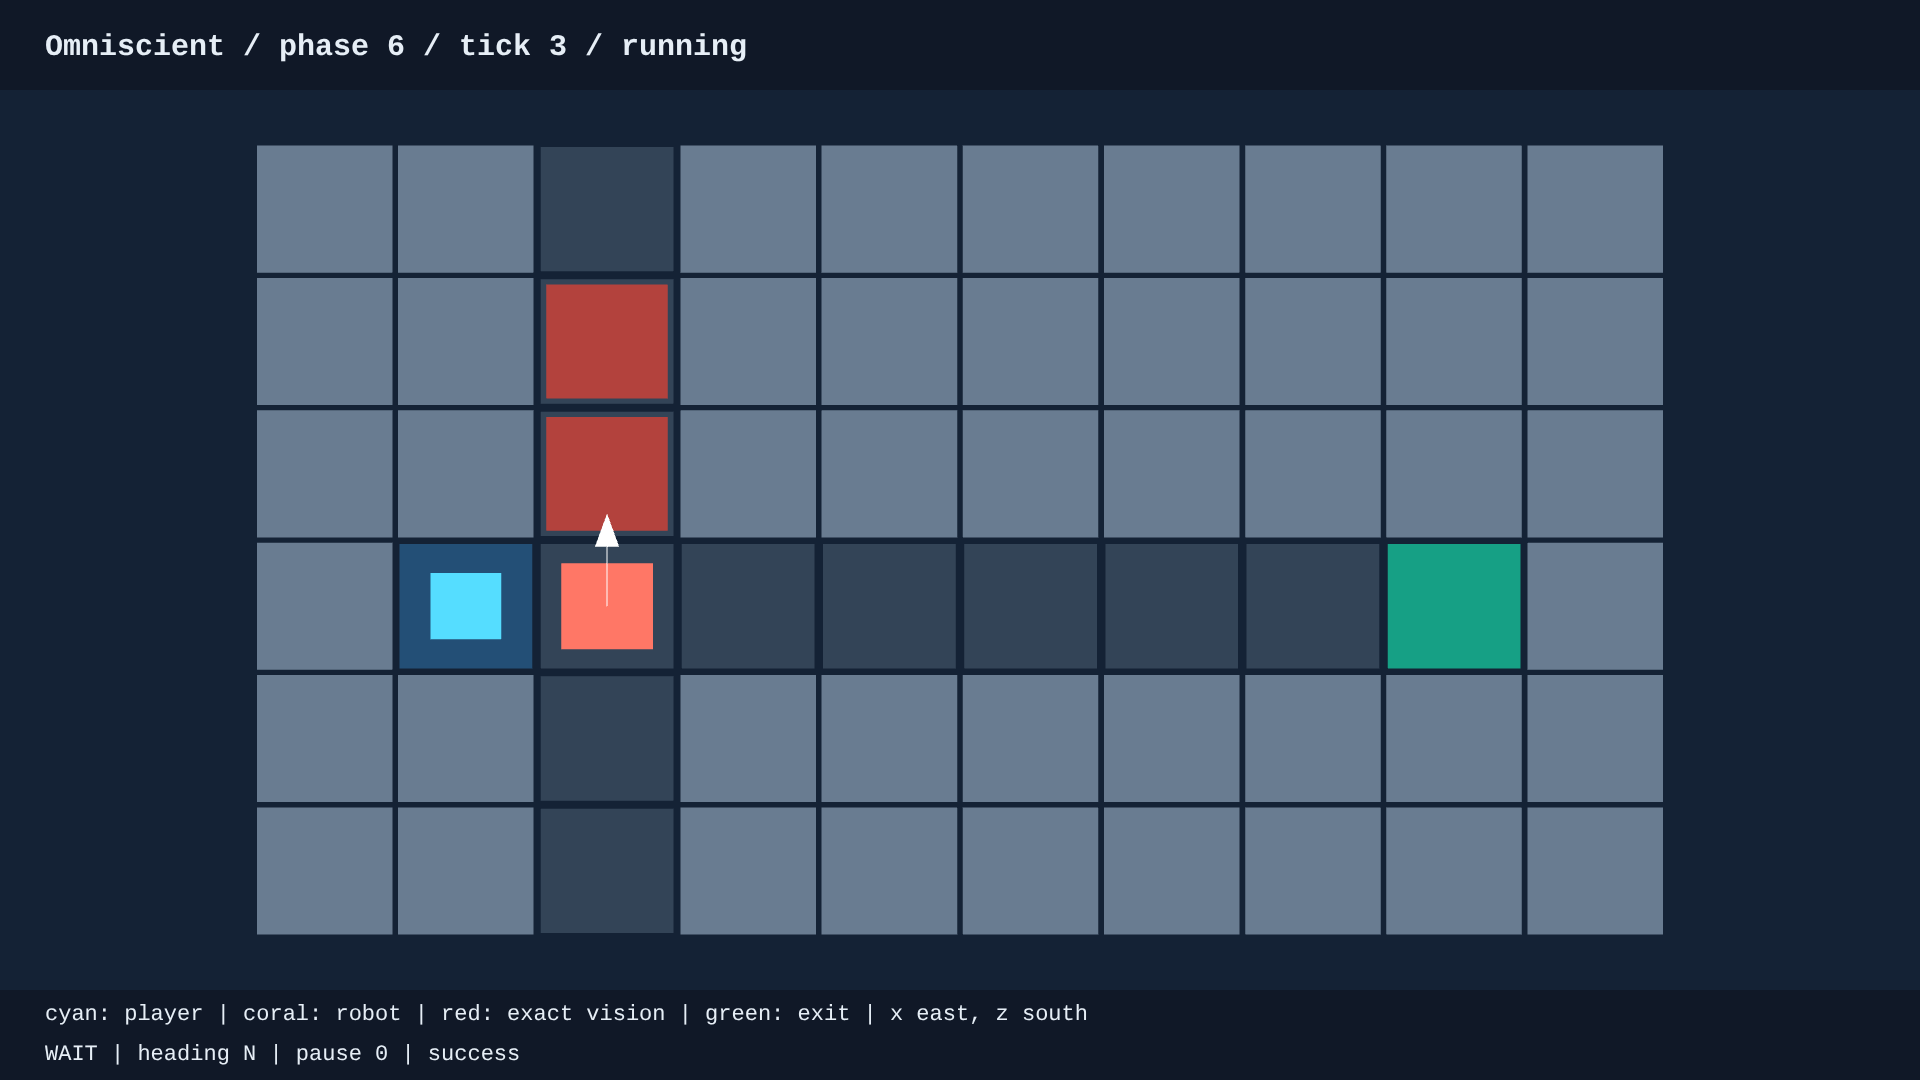 Omniscient / phase 6 / tick 3 / running
cyan: player | coral: robot | red: exact vision | green: exit | x east, z south
WAIT | heading N | pause 0 | success